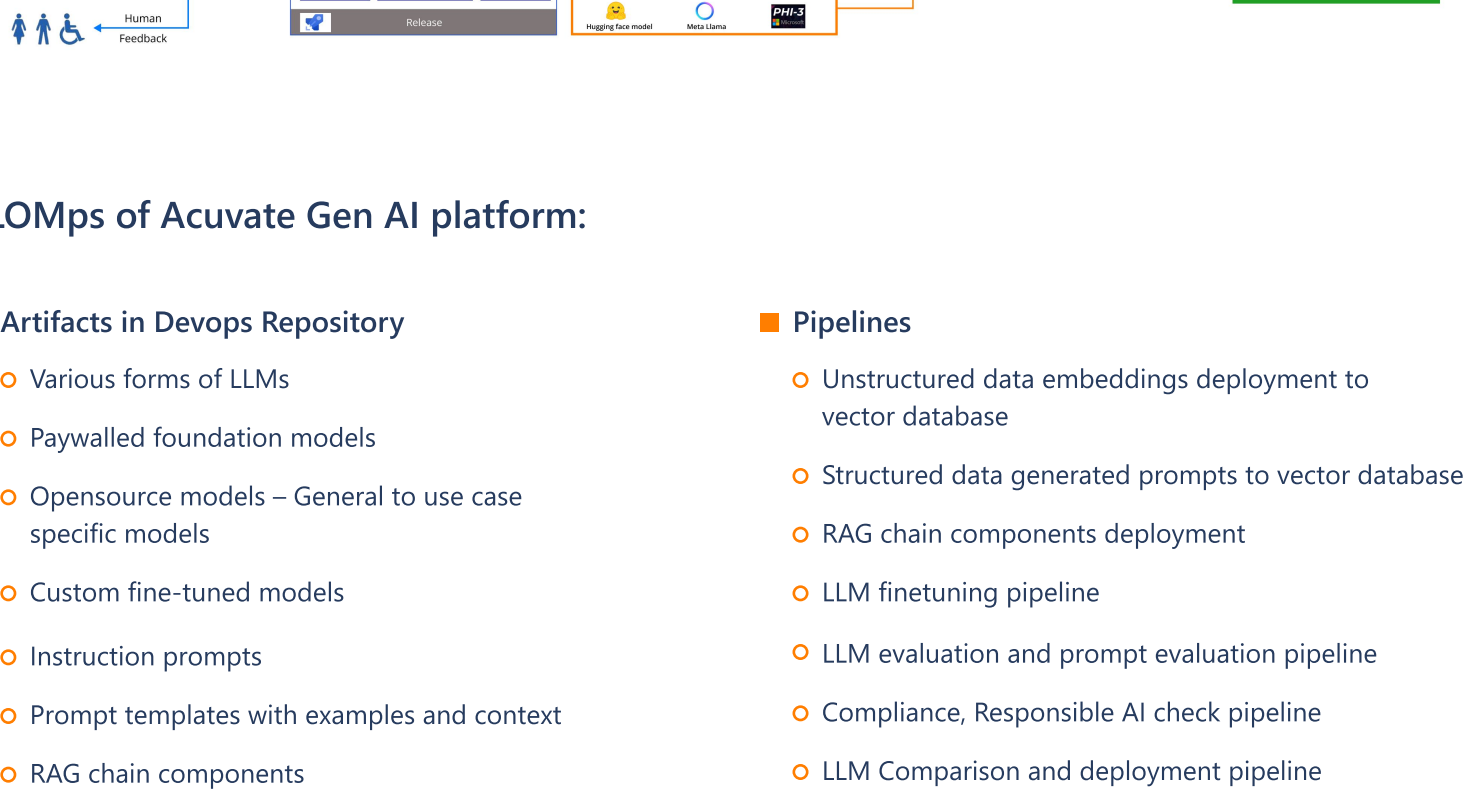 Human
Feedback
Release
Hugging face model
Meta Llama
PHI-3
Microsoft
LOMps of Acuvate Gen AI platform:
Artifacts in Devops Repository
Various forms of LLMs
Paywalled foundation models
Opensource models – General to use case
specific models
Custom fine-tuned models
Instruction prompts
Prompt templates with examples and context
RAG chain components
Pipelines
Unstructured data embeddings deployment to
vector database
Structured data generated prompts to vector database
RAG chain components deployment
LLM finetuning pipeline
LLM evaluation and prompt evaluation pipeline
Compliance, Responsible AI check pipeline
LLM Comparison and deployment pipeline